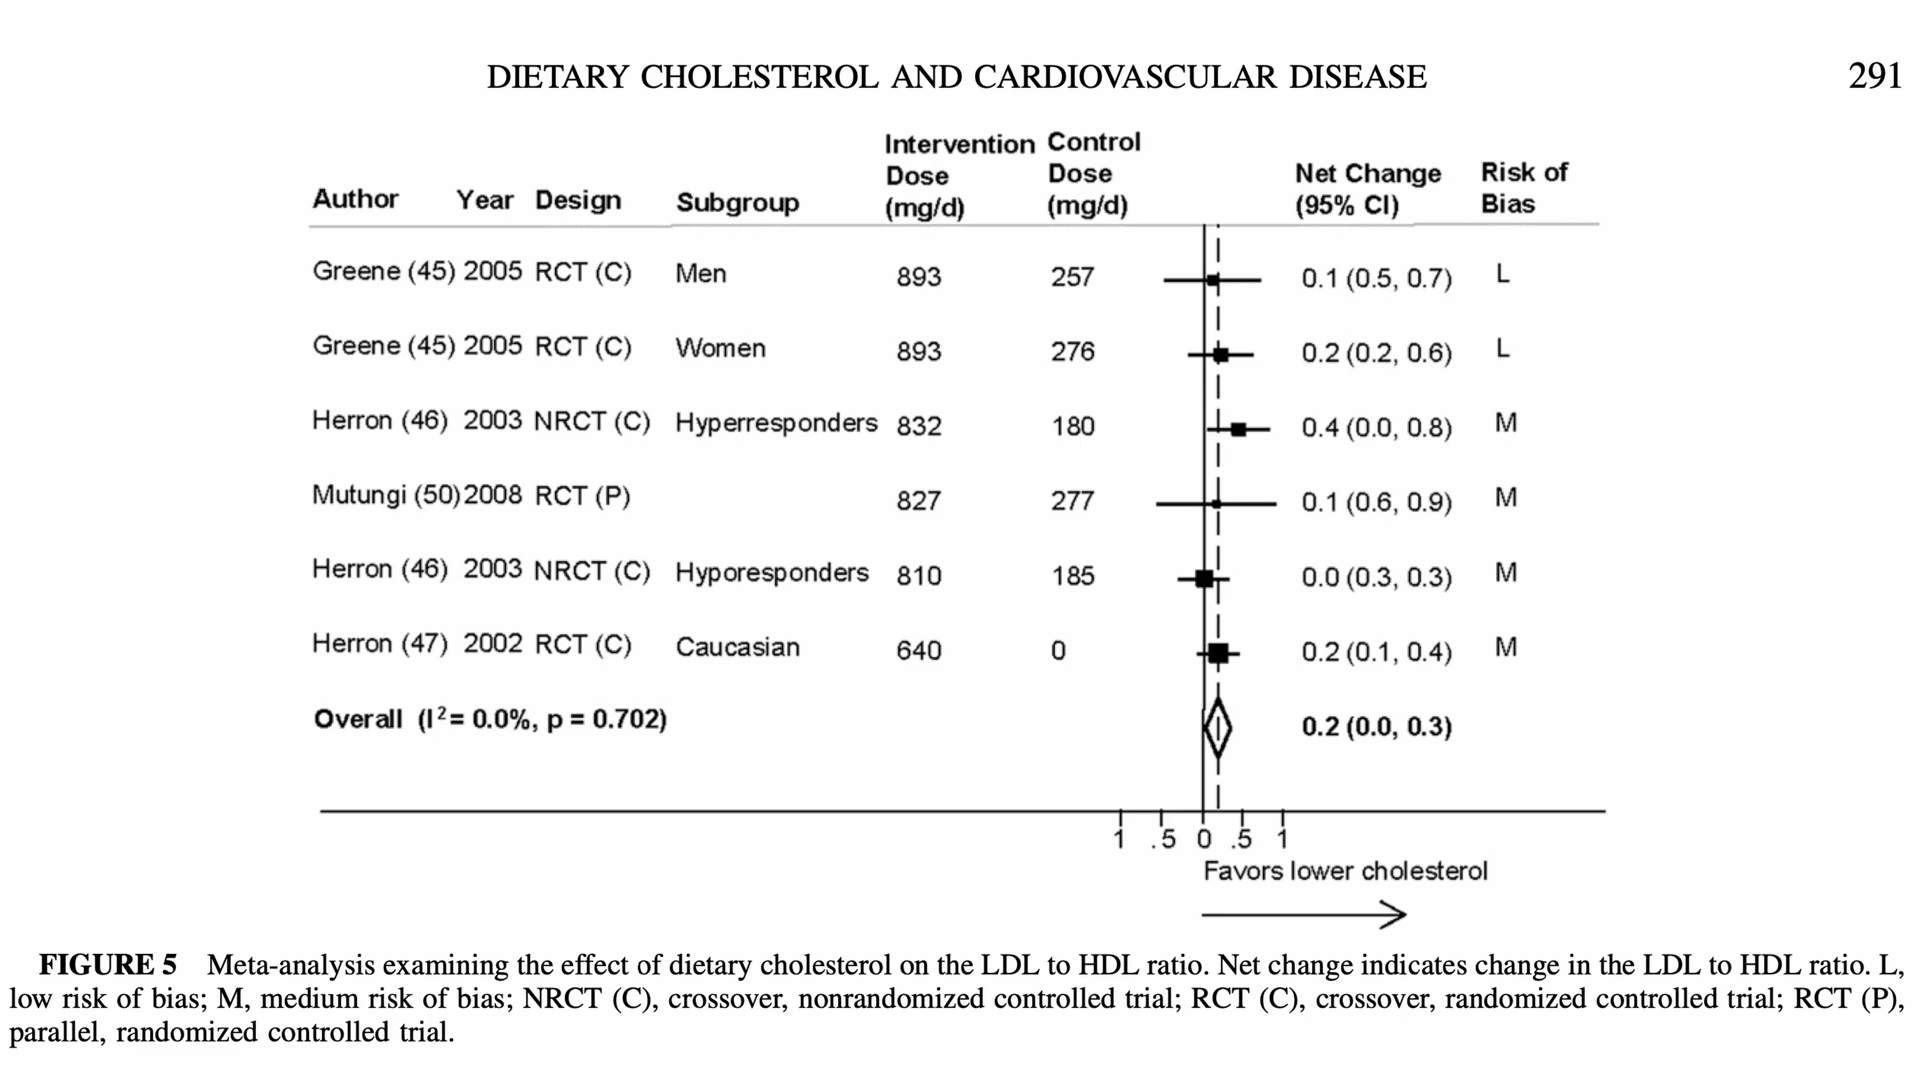 DIETARY CHOLESTEROL AND CARDIOVASCULAR DISEASE 291
Author Year Design Subgroup Intervention Dose (mg/d) Control Dose (mg/d) Net Change (95% CI) Risk of Bias
Greene (45) 2005 RCT (C) Men 893 257 0.1 (0.5, 0.7) L
Greene (45) 2005 RCT (C) Women 893 276 0.2 (0.2, 0.6) L
Herron (46) 2003 NRCT (C) Hyperresponders 832 180 0.4 (0.0, 0.8) M
Mutungi (50) 2008 RCT (P) 827 277 0.1 (0.6, 0.9) M
Herron (46) 2003 NRCT (C) Hyporesponders 810 185 0.0 (0.3, 0.3) M
Herron (47) 2002 RCT (C) Caucasian 640 0 0.2 (0.1, 0.4) M
Overall (I²= 0.0%, p = 0.702) 0.2 (0.0, 0.3)
1 .5 0 .5 1
Favors lower cholesterol
FIGURE 5 Meta-analysis examining the effect of dietary cholesterol on the LDL to HDL ratio. Net change indicates change in the LDL to HDL ratio. L,
low risk of bias; M, medium risk of bias; NRCT (C), crossover, nonrandomized controlled trial; RCT (C), crossover, randomized controlled trial; RCT (P),
parallel, randomized controlled trial.